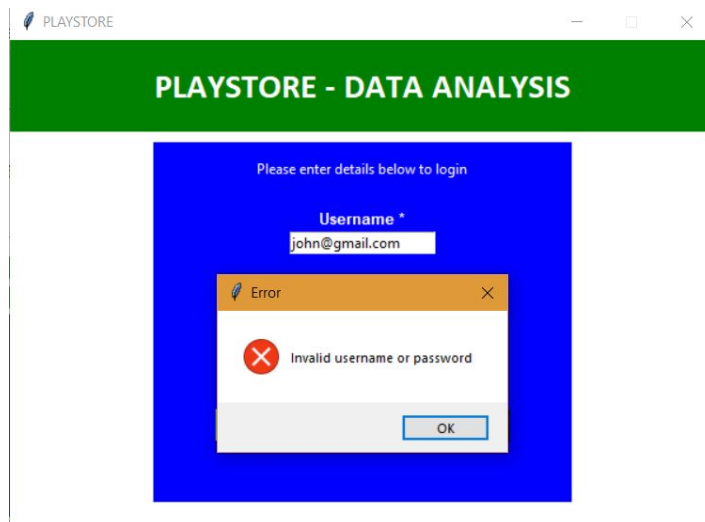 PLAYSTORE
PLAYSTORE - DATA ANALYSIS
Please enter details below to login
Username *
john@gmail.com
Error
Invalid username or password
OK